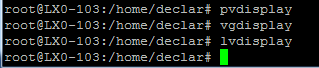 root@LX0-103:/home/declar# pvdisplay
root@LX0-103:/home/declar# vgdisplay
root@LX0-103:/home/declar# lvdisplay
root@LX0-103:/home/declar#